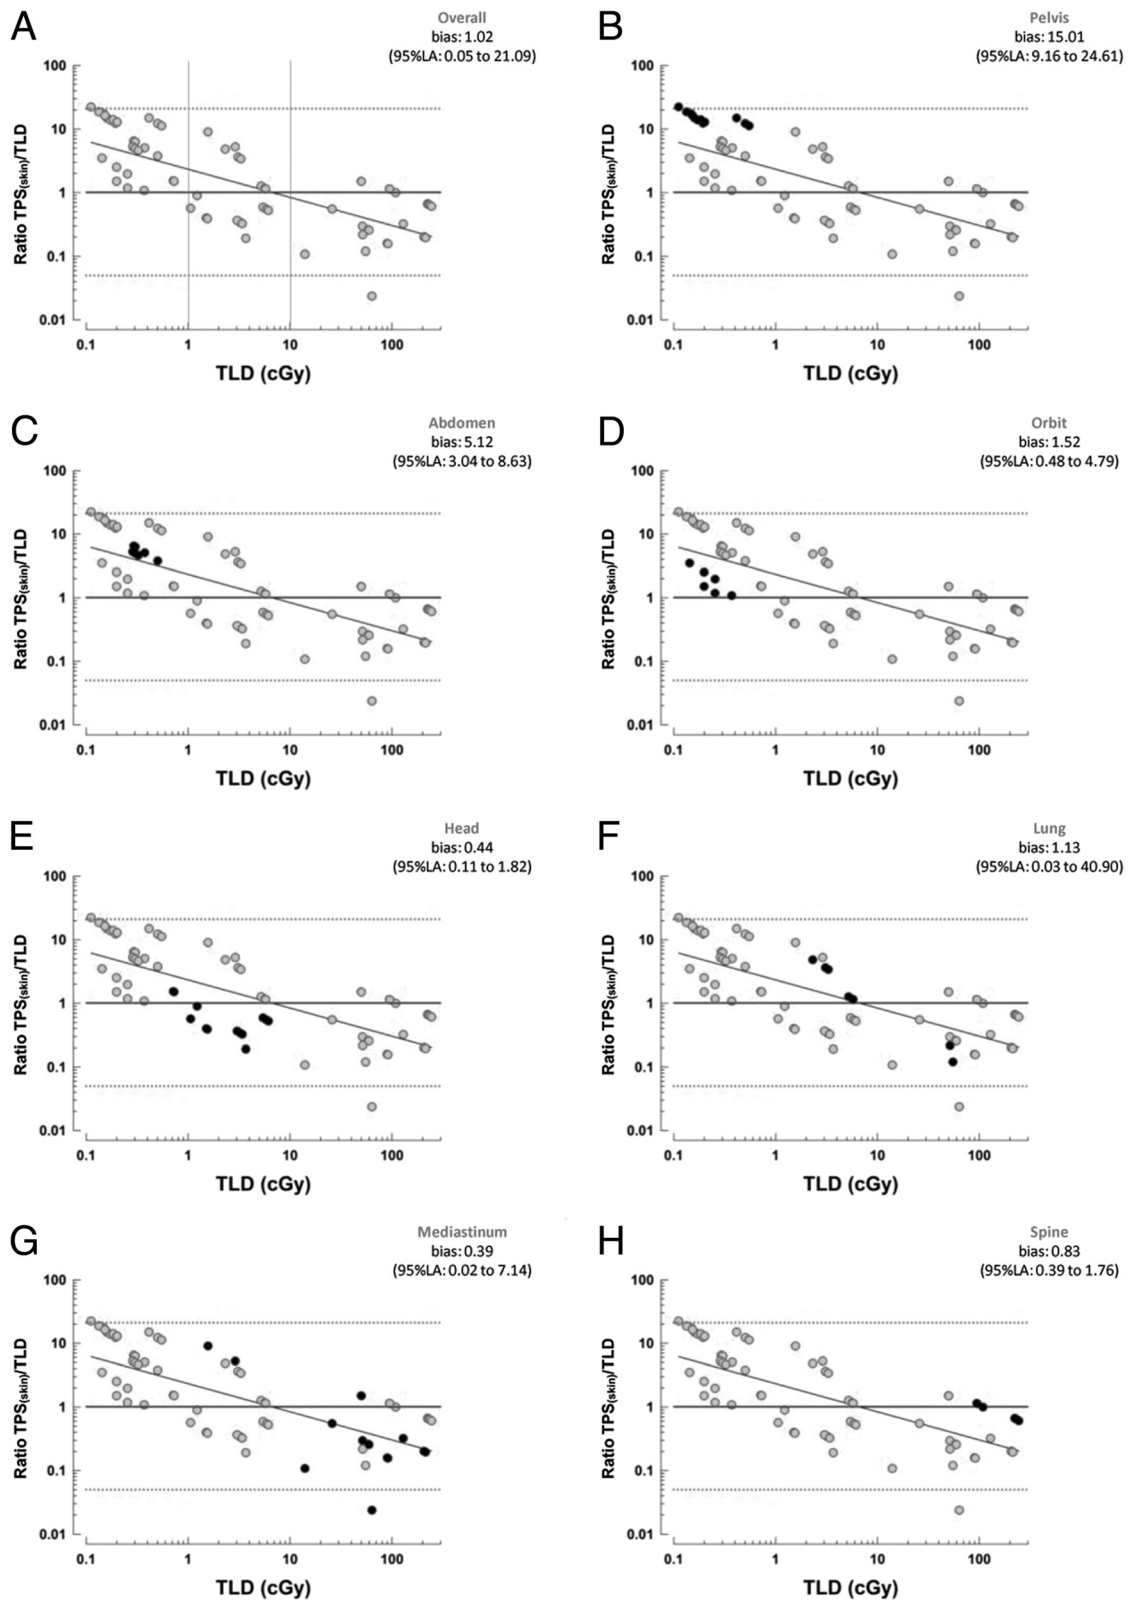 A
Overall
bias: 1.02
(95%LA: 0.05 to 21.09)
Ratio TPS(skin)/TLD
100
10
1
0.1
0.01
0.1
1
10
100
TLD (cGy)
B
Pelvis
bias: 15.01
(95%LA: 9.16 to 24.61)
Ratio TPS(skin)/TLD
100
10
1
0.1
0.01
0.1
1
10
100
TLD (cGy)
C
Abdomen
bias: 5.12
(95%LA: 3.04 to 8.63)
Ratio TPS(skin)/TLD
100
10
1
0.1
0.01
0.1
1
10
100
TLD (cGy)
D
Orbit
bias: 1.52
(95%LA: 0.48 to 4.79)
Ratio TPS(skin)/TLD
100
10
1
0.1
0.01
0.1
1
10
100
TLD (cGy)
E
Head
bias: 0.44
(95%LA: 0.11 to 1.82)
Ratio TPS(skin)/TLD
100
10
1
0.1
0.01
0.1
1
10
100
TLD (cGy)
F
Lung
bias: 1.13
(95%LA: 0.03 to 40.90)
Ratio TPS(skin)/TLD
100
10
1
0.1
0.01
0.1
1
10
100
TLD (cGy)
G
Mediastinum
bias: 0.39
(95%LA: 0.02 to 7.14)
Ratio TPS(skin)/TLD
100
10
1
0.1
0.01
0.1
1
10
100
TLD (cGy)
H
Spine
bias: 0.83
(95%LA: 0.39 to 1.76)
Ratio TPS(skin)/TLD
100
10
1
0.1
0.01
0.1
1
10
100
TLD (cGy)